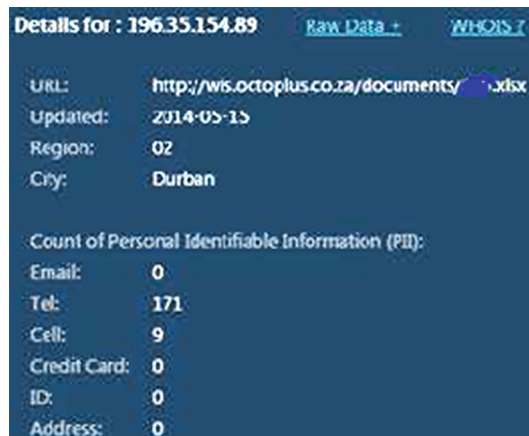 Details for : 196.35.154.89 Raw Data + WHOIS ?
URL: http://wis.octoplus.co.za/documents/ .xlsx
Updated: 2014-05-15
Region: 02
City: Durban
Count of Personal Identifiable Information (PII):
Email: 0
Tel: 171
Cell: 9
Credit Card: 0
ID: 0
Address: 0